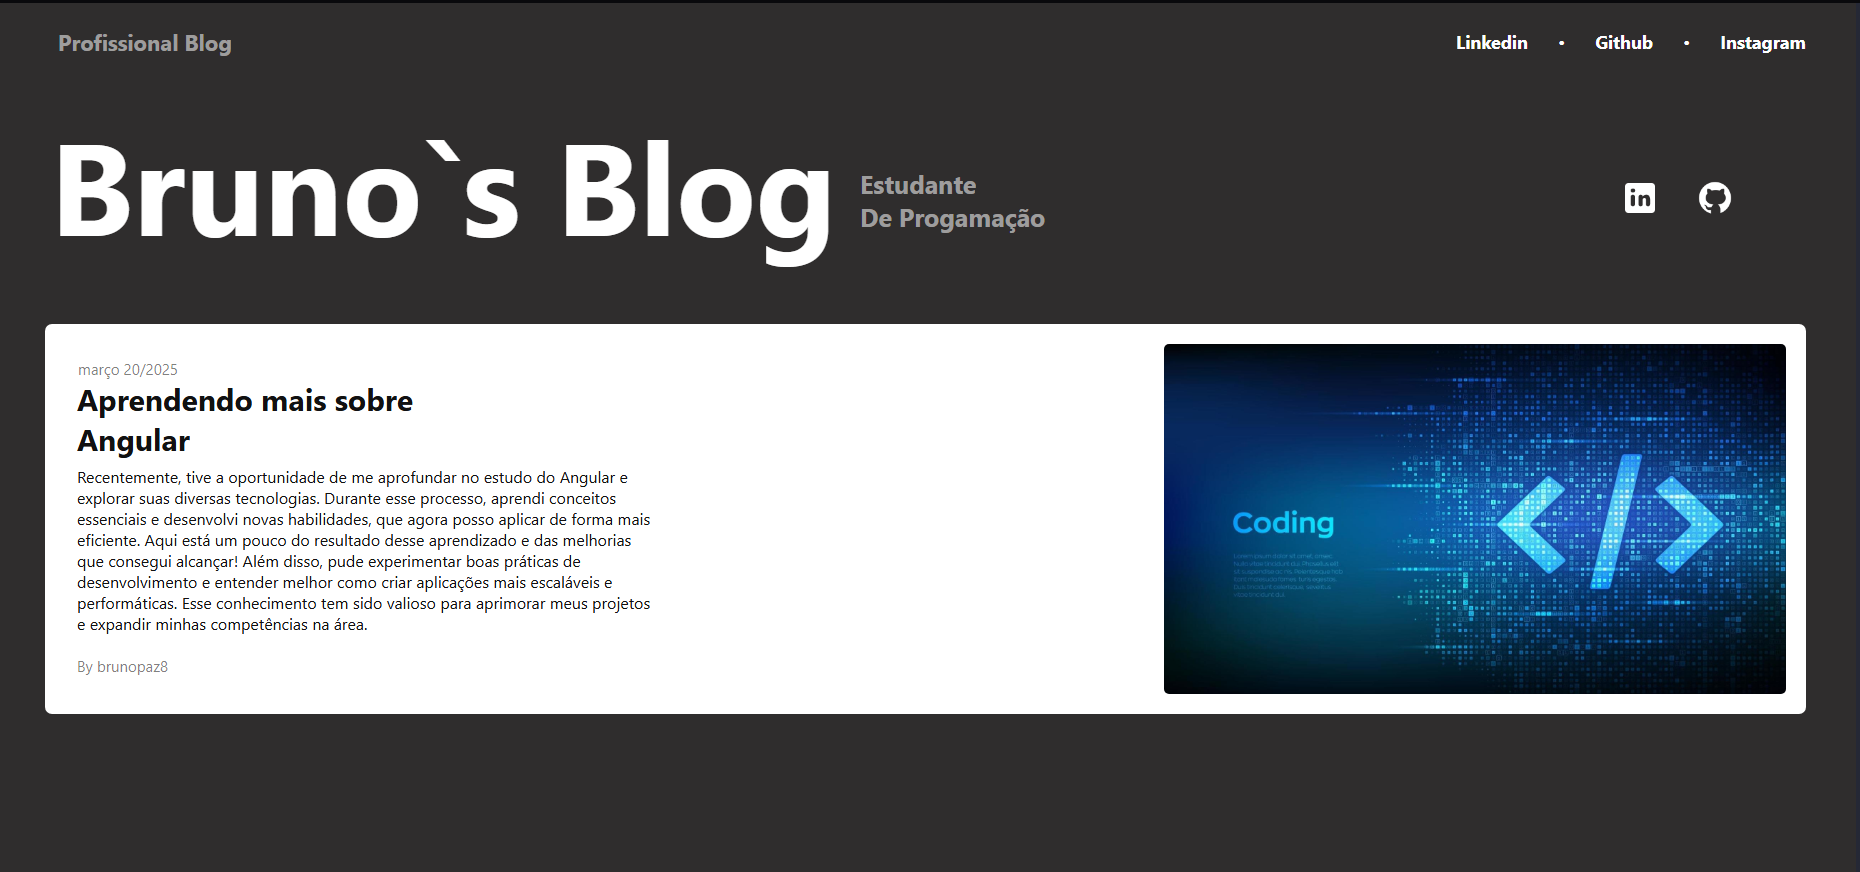 Profissional Blog
Linkedin • Github • Instagram
Bruno`s Blog
Estudante
De Progamação
in
março 20/2025
Aprendendo mais sobre
Angular
Recentemente, tive a oportunidade de me aprofundar no estudo do Angular e
explorar suas diversas tecnologias. Durante esse processo, aprendi conceitos
essenciais e desenvolvi novas habilidades, que agora posso aplicar de forma mais
eficiente. Aqui está um pouco do resultado desse aprendizado e das melhorias
que consegui alcançar! Além disso, pude experimentar boas práticas de
desenvolvimento e entender melhor como criar aplicações mais escaláveis e
performáticas. Esse conhecimento tem sido valioso para aprimorar meus projetos
e expandir minhas competências na área.
By brunopaz8
Coding
</>